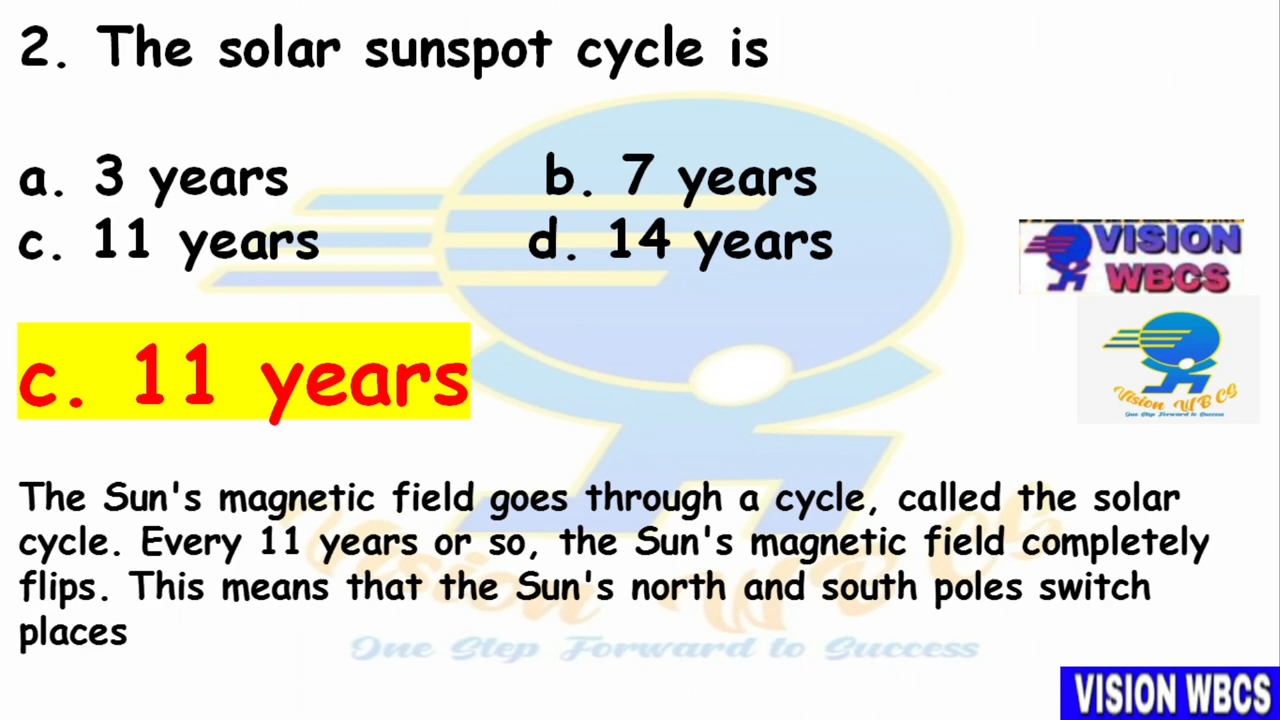 2. The solar sunspot cycle is
a. 3 years b. 7 years
c. 11 years d. 14 years
VISION
WBCS
c. 11 years
Vision WBCS
One Step Forward to Success
The Sun's magnetic field goes through a cycle, called the solar
cycle. Every 11 years or so, the Sun's magnetic field completely
flips. This means that the Sun's north and south poles switch
places
Vision WBCS
One Step Forward to Success
VISION WBCS